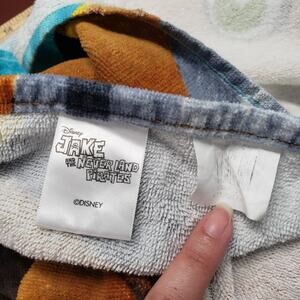 Disney
JAKE
AND THE NEVER LAND
PIRATES
©DISNEY